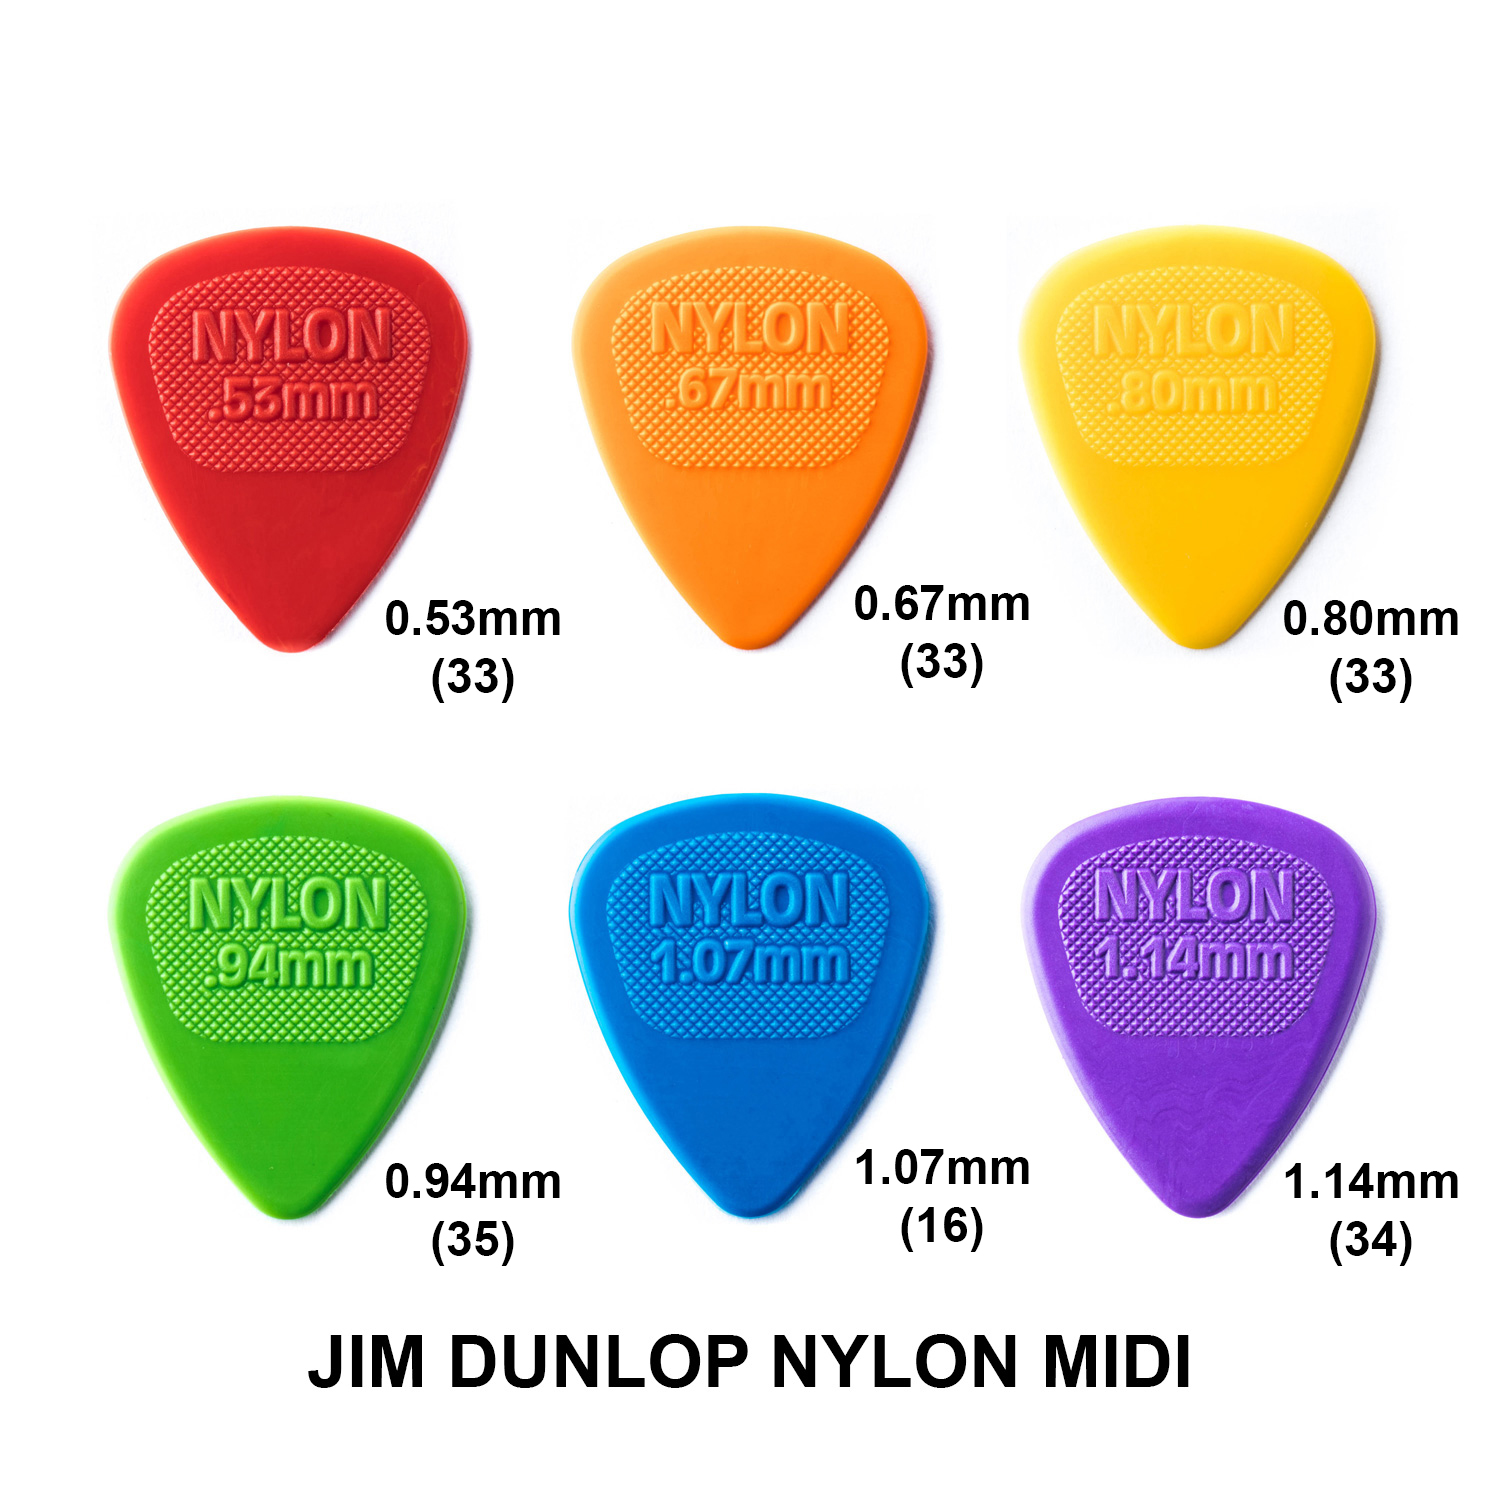 NYLON
.53mm
0.53mm
(33)
NYLON
.67mm
0.67mm
(33)
NYLON
.80mm
0.80mm
(33)
NYLON
.94mm
0.94mm
(35)
NYLON
1.07mm
1.07mm
(16)
NYLON
1.14mm
1.14mm
(34)
JIM DUNLOP NYLON MIDI